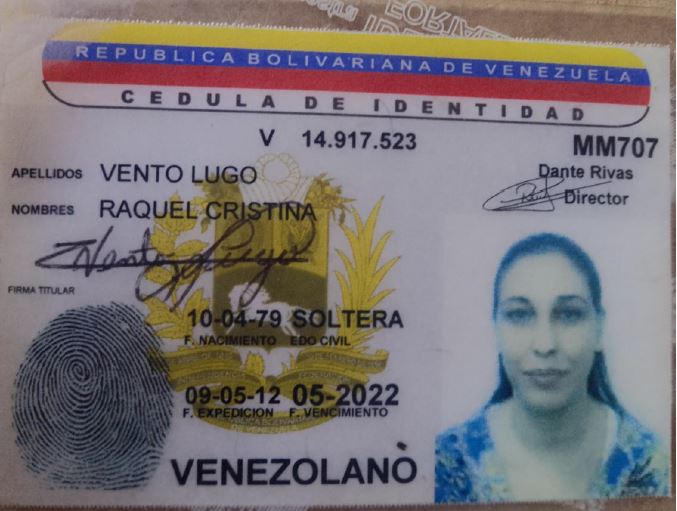 REPUBLICA BOLIVARIANA DE VENEZUELA
CEDULA DE IDENTIDAD
V 14.917.523 MM707
APELLIDOS VENTO LUGO
Dante Rivas
Director
NOMBRES RAQUEL CRISTINA
FIRMA TITULAR
10-04-79 SOLTERA
F. NACIMIENTO EDO CIVIL
09-05-12 05-2022
F. EXPEDICION F. VENCIMIENTO
VENEZOLANO